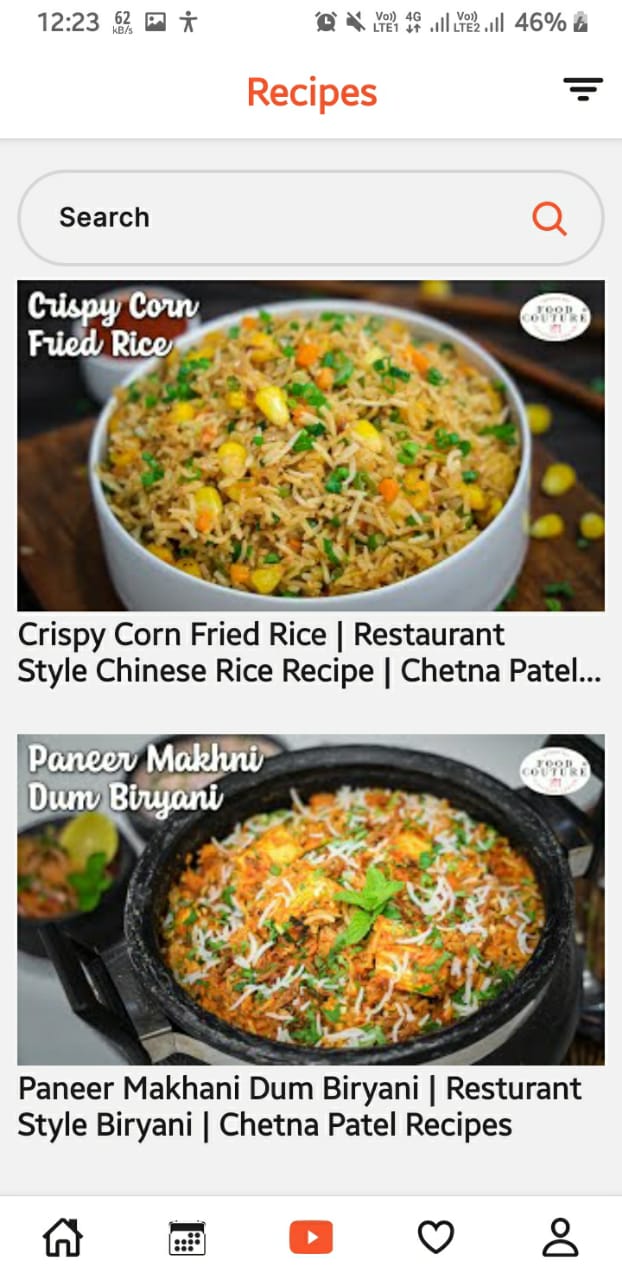 12:23 62 KB/s Vo) LTE1 4G Vo) LTE2 46%
Recipes
Search
Crispy Corn
Fried Rice
FOOD
COUTURE
Crispy Corn Fried Rice | Restaurant
Style Chinese Rice Recipe | Chetna Patel...
Paneer Makhni
Dum Biryani
FOOD
COUTURE
Paneer Makhani Dum Biryani | Resturant
Style Biryani | Chetna Patel Recipes